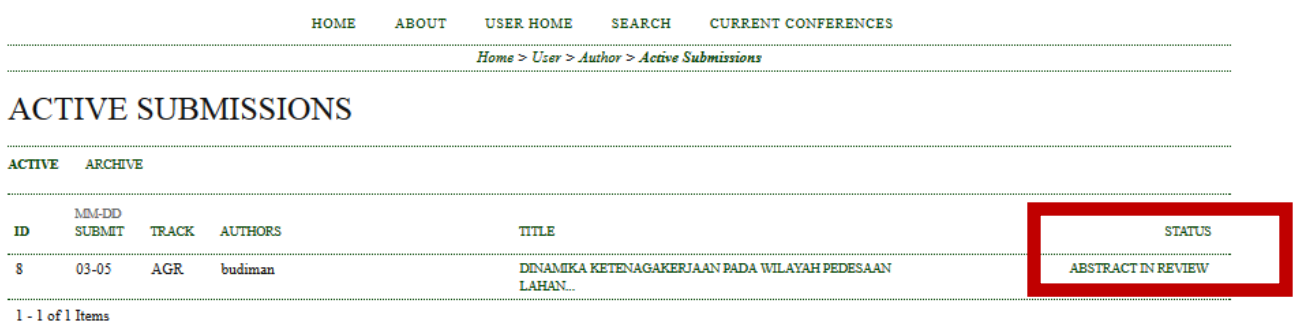 HOME ABOUT USER HOME SEARCH CURRENT CONFERENCES
Home > User > Author > Active Submissions
ACTIVE SUBMISSIONS
ACTIVE ARCHIVE
MM-DD
ID SUBMIT TRACK AUTHORS TITLE STATUS
8 03-05 AGR budiman DINAMIKA KETENAGAKERJAAN PADA WILAYAH PEDESAAN ABSTRACT IN REVIEW
LAHAN...
1 - 1 of 1 Items